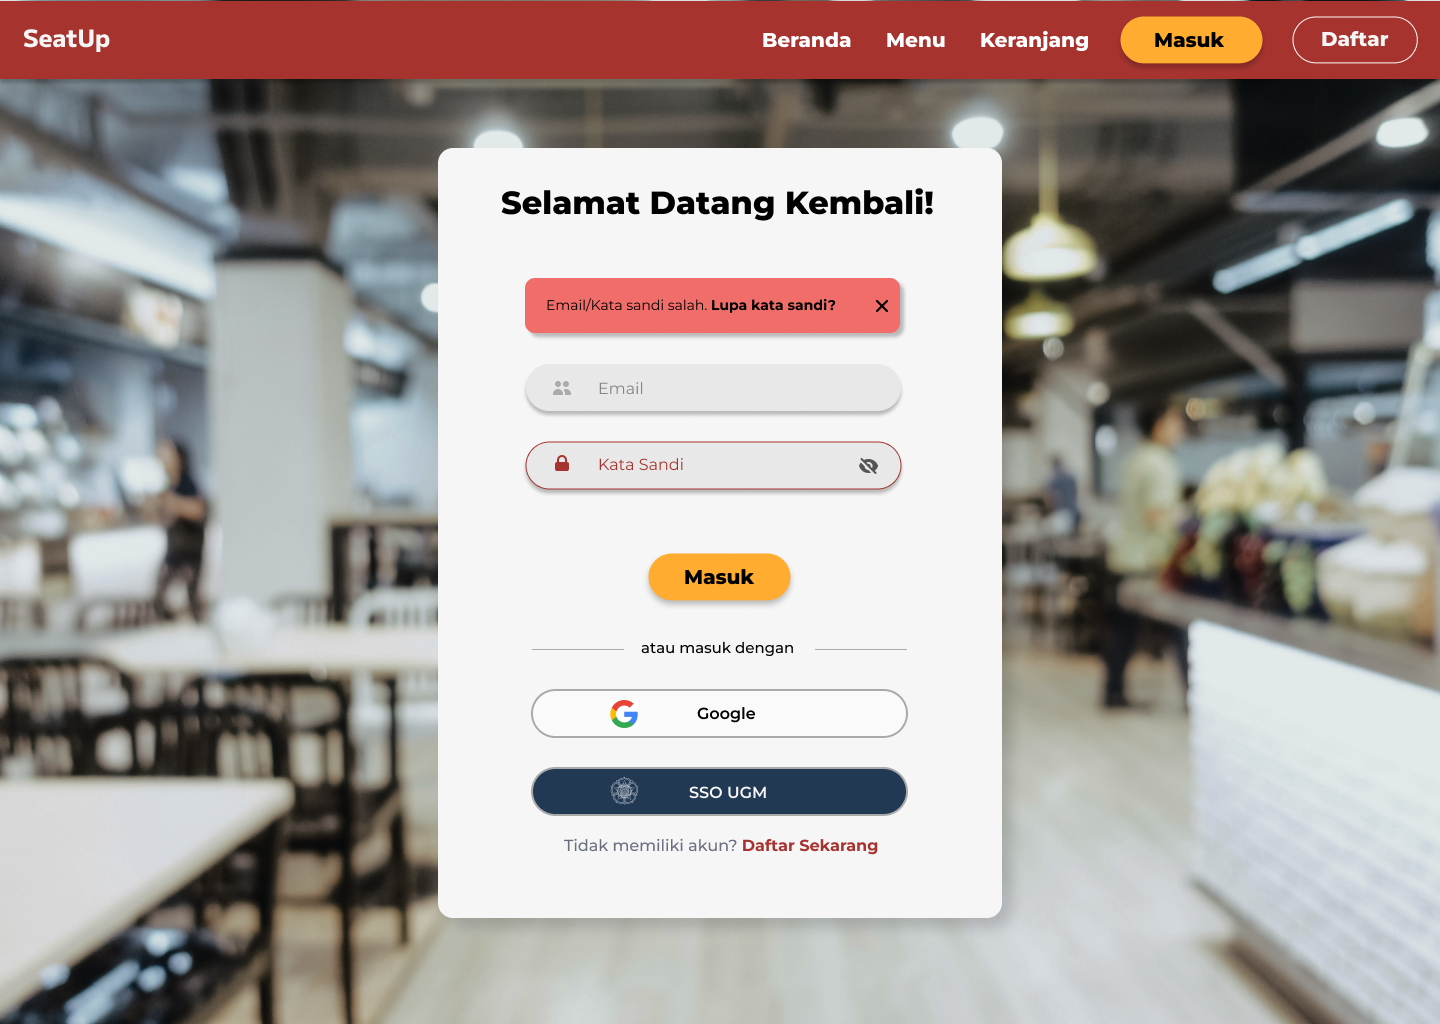 SeatUp
Beranda Menu Keranjang Masuk Daftar
Selamat Datang Kembali!
Email/Kata sandi salah. Lupa kata sandi?
Email
Kata Sandi
Masuk
atau masuk dengan
Google
SSO UGM
Tidak memiliki akun? Daftar Sekarang